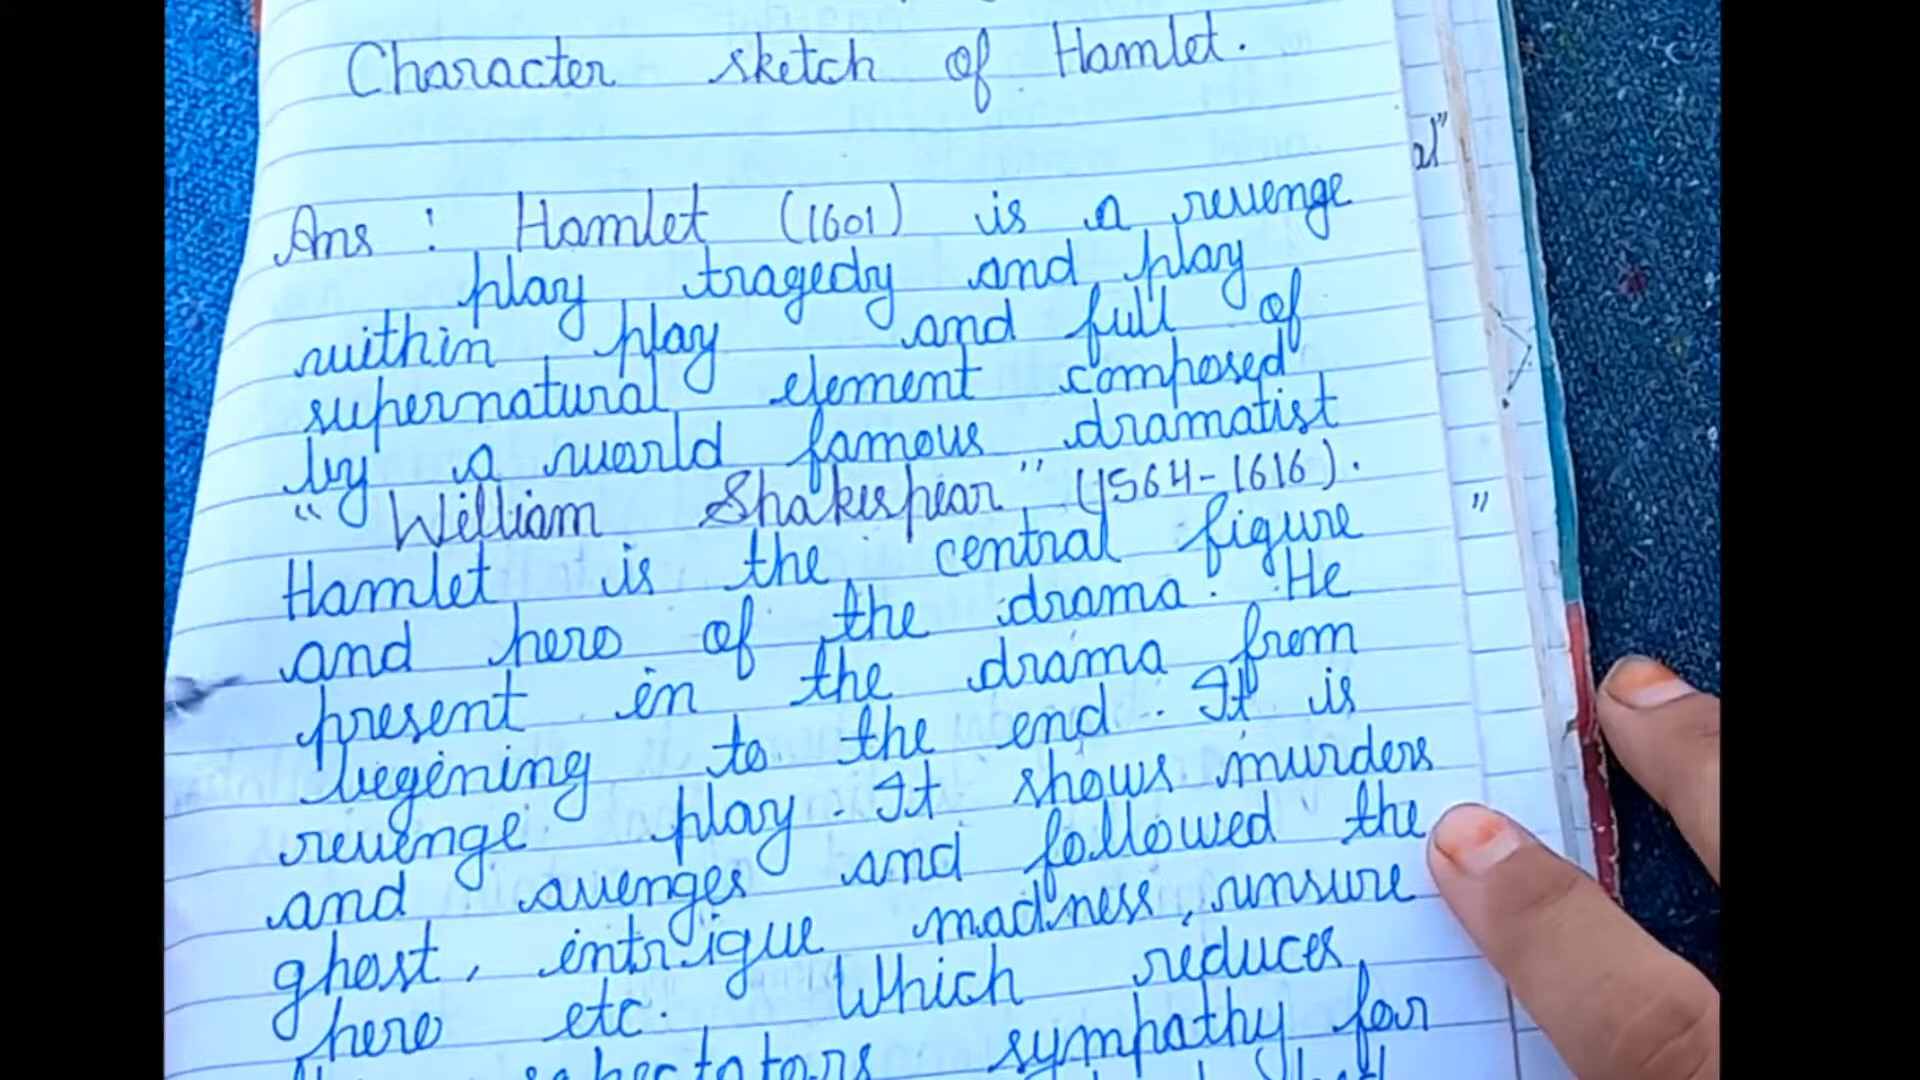 Character sketch of Hamlet.
Ans : Hamlet (1601) is a revenge
play tragedy and play
within play and full of
supernatural element composed
by a world famous dramatist
“William Shakespear” (1564-1616).
Hamlet is the central figure
and hero of the drama. He
present in the drama from
begening to the end. It is
revenge play. It shows murders
and avenges and followed the
ghost, intrigue madness, unsure
hero etc. Which reduces
spectators sympathy for